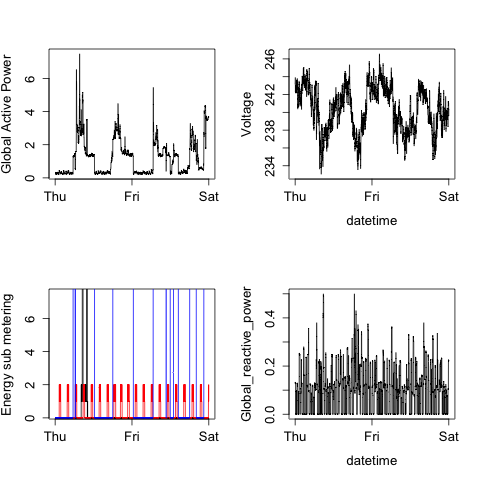 Global Active Power
0 2 4 6
Thu Fri Sat
Voltage
234 238 242 246
Thu Fri Sat
datetime
Energy sub metering
0 2 4 6
Thu Fri Sat
Global_reactive_power
0.0 0.2 0.4
Thu Fri Sat
datetime